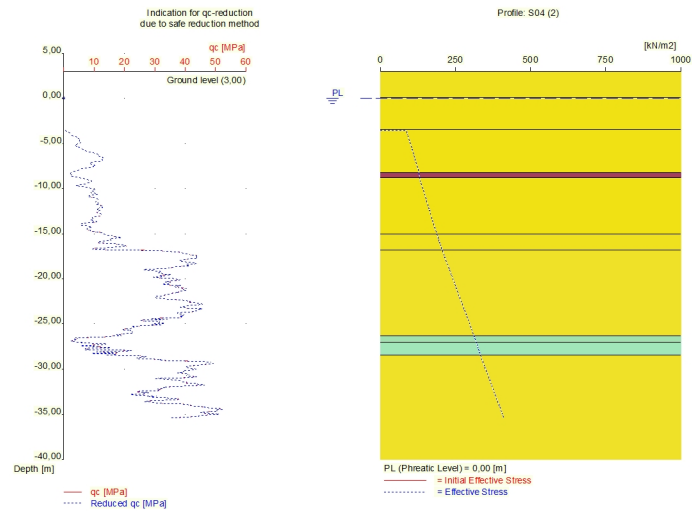 Indication for qc-reduction
due to safe reduction method
Profile: S04 (2)
5,00
qc [MPa]
10 20 30 40 50 60
Ground level (3,00)
0,00
-5,00
-10,00
-15,00
-20,00
-25,00
-30,00
-35,00
-40,00
Depth [m]
qc [MPa]
Reduced qc [MPa]
[kN/m2]
0 250 500 750 1000
PL
PL (Phreatic Level) = 0,00 [m]
= Initial Effective Stress
= Effective Stress